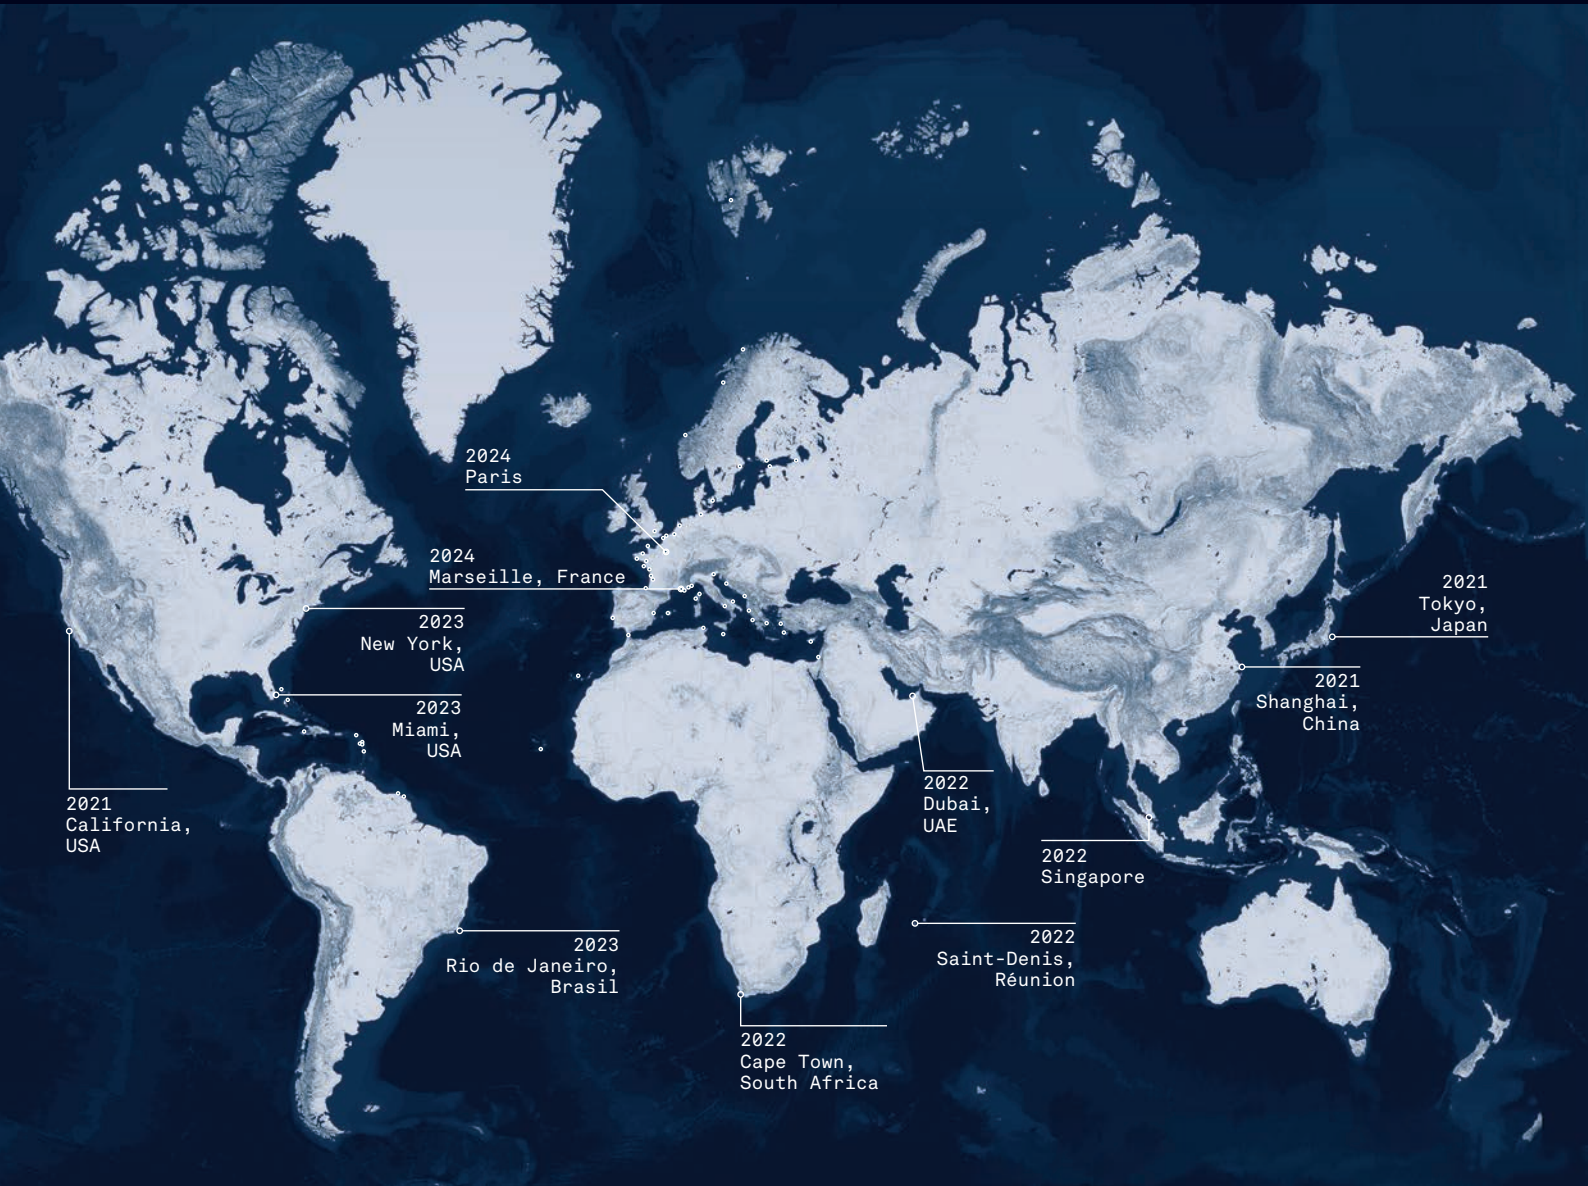 2024
Paris
2024
Marseille, France
2023
New York,
USA
2023
Miami,
USA
2021
California,
USA
2023
Rio de Janeiro,
Brasil
2022
Cape Town,
South Africa
2022
Dubai,
UAE
2022
Saint-Denis,
Réunion
2022
Singapore
2021
Shanghai,
China
2021
Tokyo,
Japan